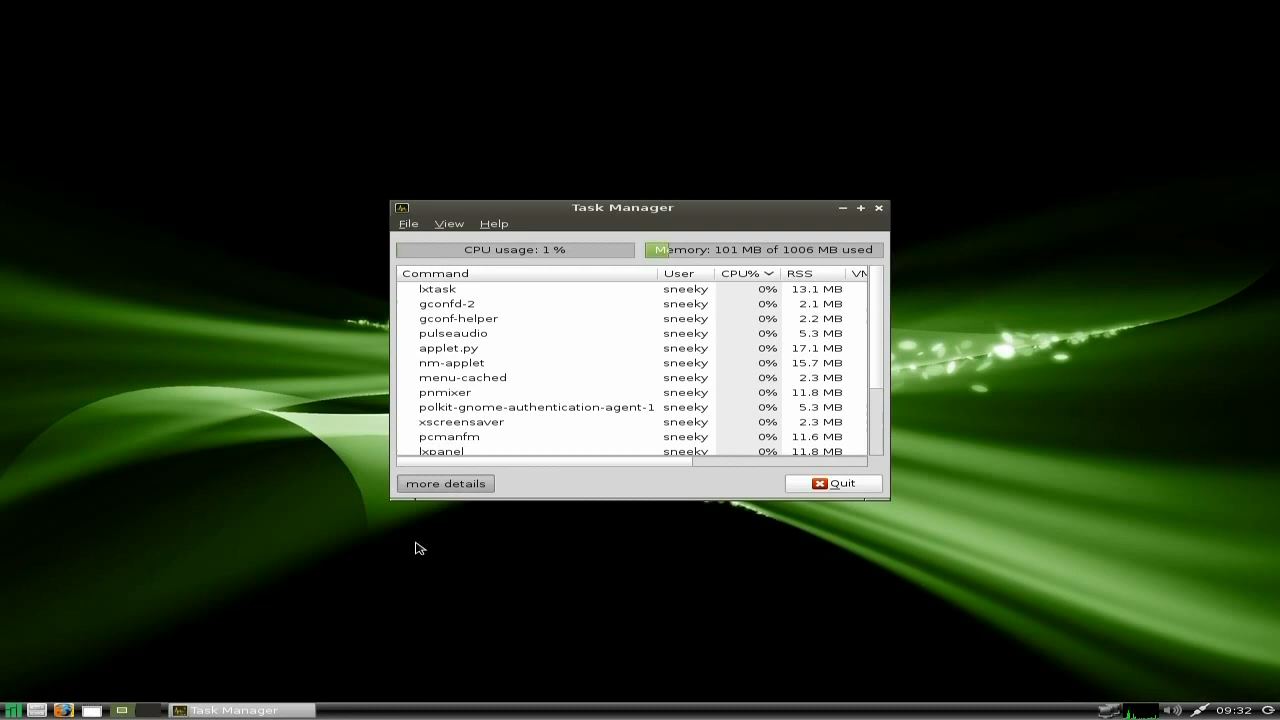 Task Manager
File View Help
CPU usage: 1 % Memory: 101 MB of 1006 MB used
Command User CPU% RSS VM
lxtask sneeky 0% 13.1 MB
gconfd-2 sneeky 0% 2.1 MB
gconf-helper sneeky 0% 2.2 MB
pulseaudio sneeky 0% 5.3 MB
applet.py sneeky 0% 17.1 MB
nm-applet sneeky 0% 15.7 MB
menu-cached sneeky 0% 2.3 MB
pnmixer sneeky 0% 11.8 MB
polkit-gnome-authentication-agent-1 sneeky 0% 5.3 MB
xscreensaver sneeky 0% 2.3 MB
pcmanfm sneeky 0% 11.6 MB
lxpanel sneeky 0% 11.8 MB
more details Quit
Task Manager 09:32